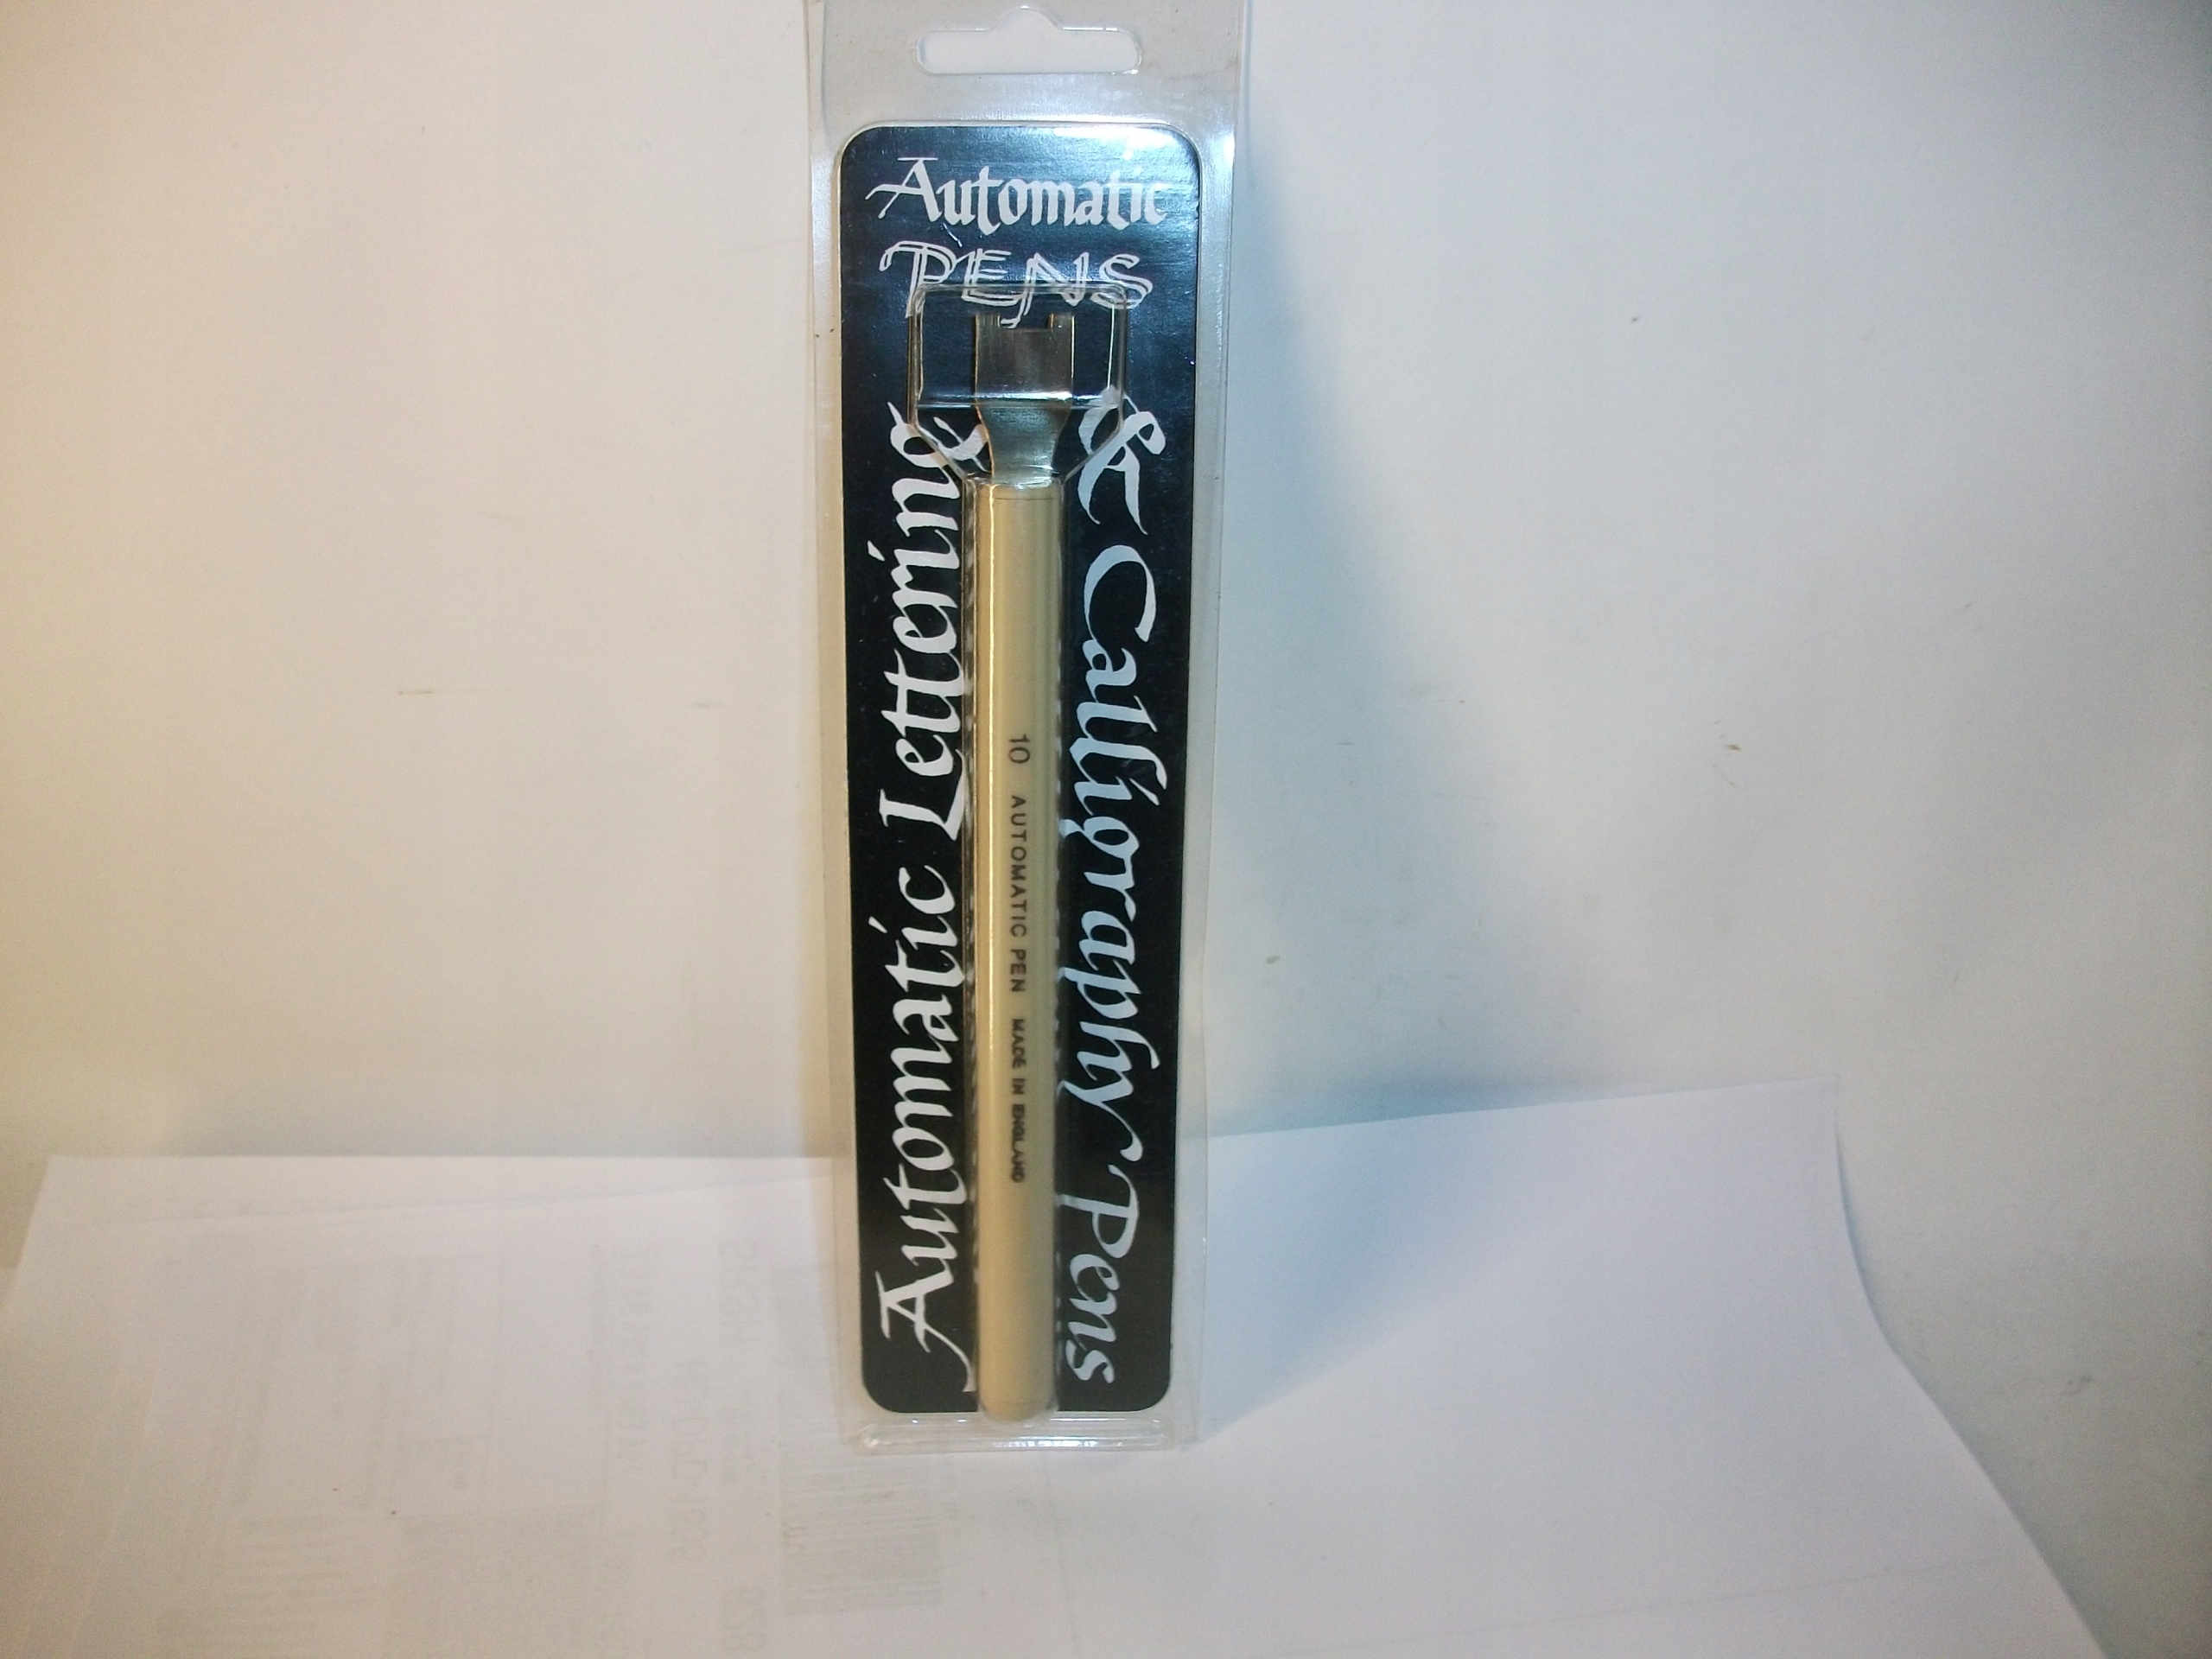 Automatic
PENS
Automatic Lettering
& Calligraphy Pens
10 AUTOMATIC PEN MADE IN ENGLAND